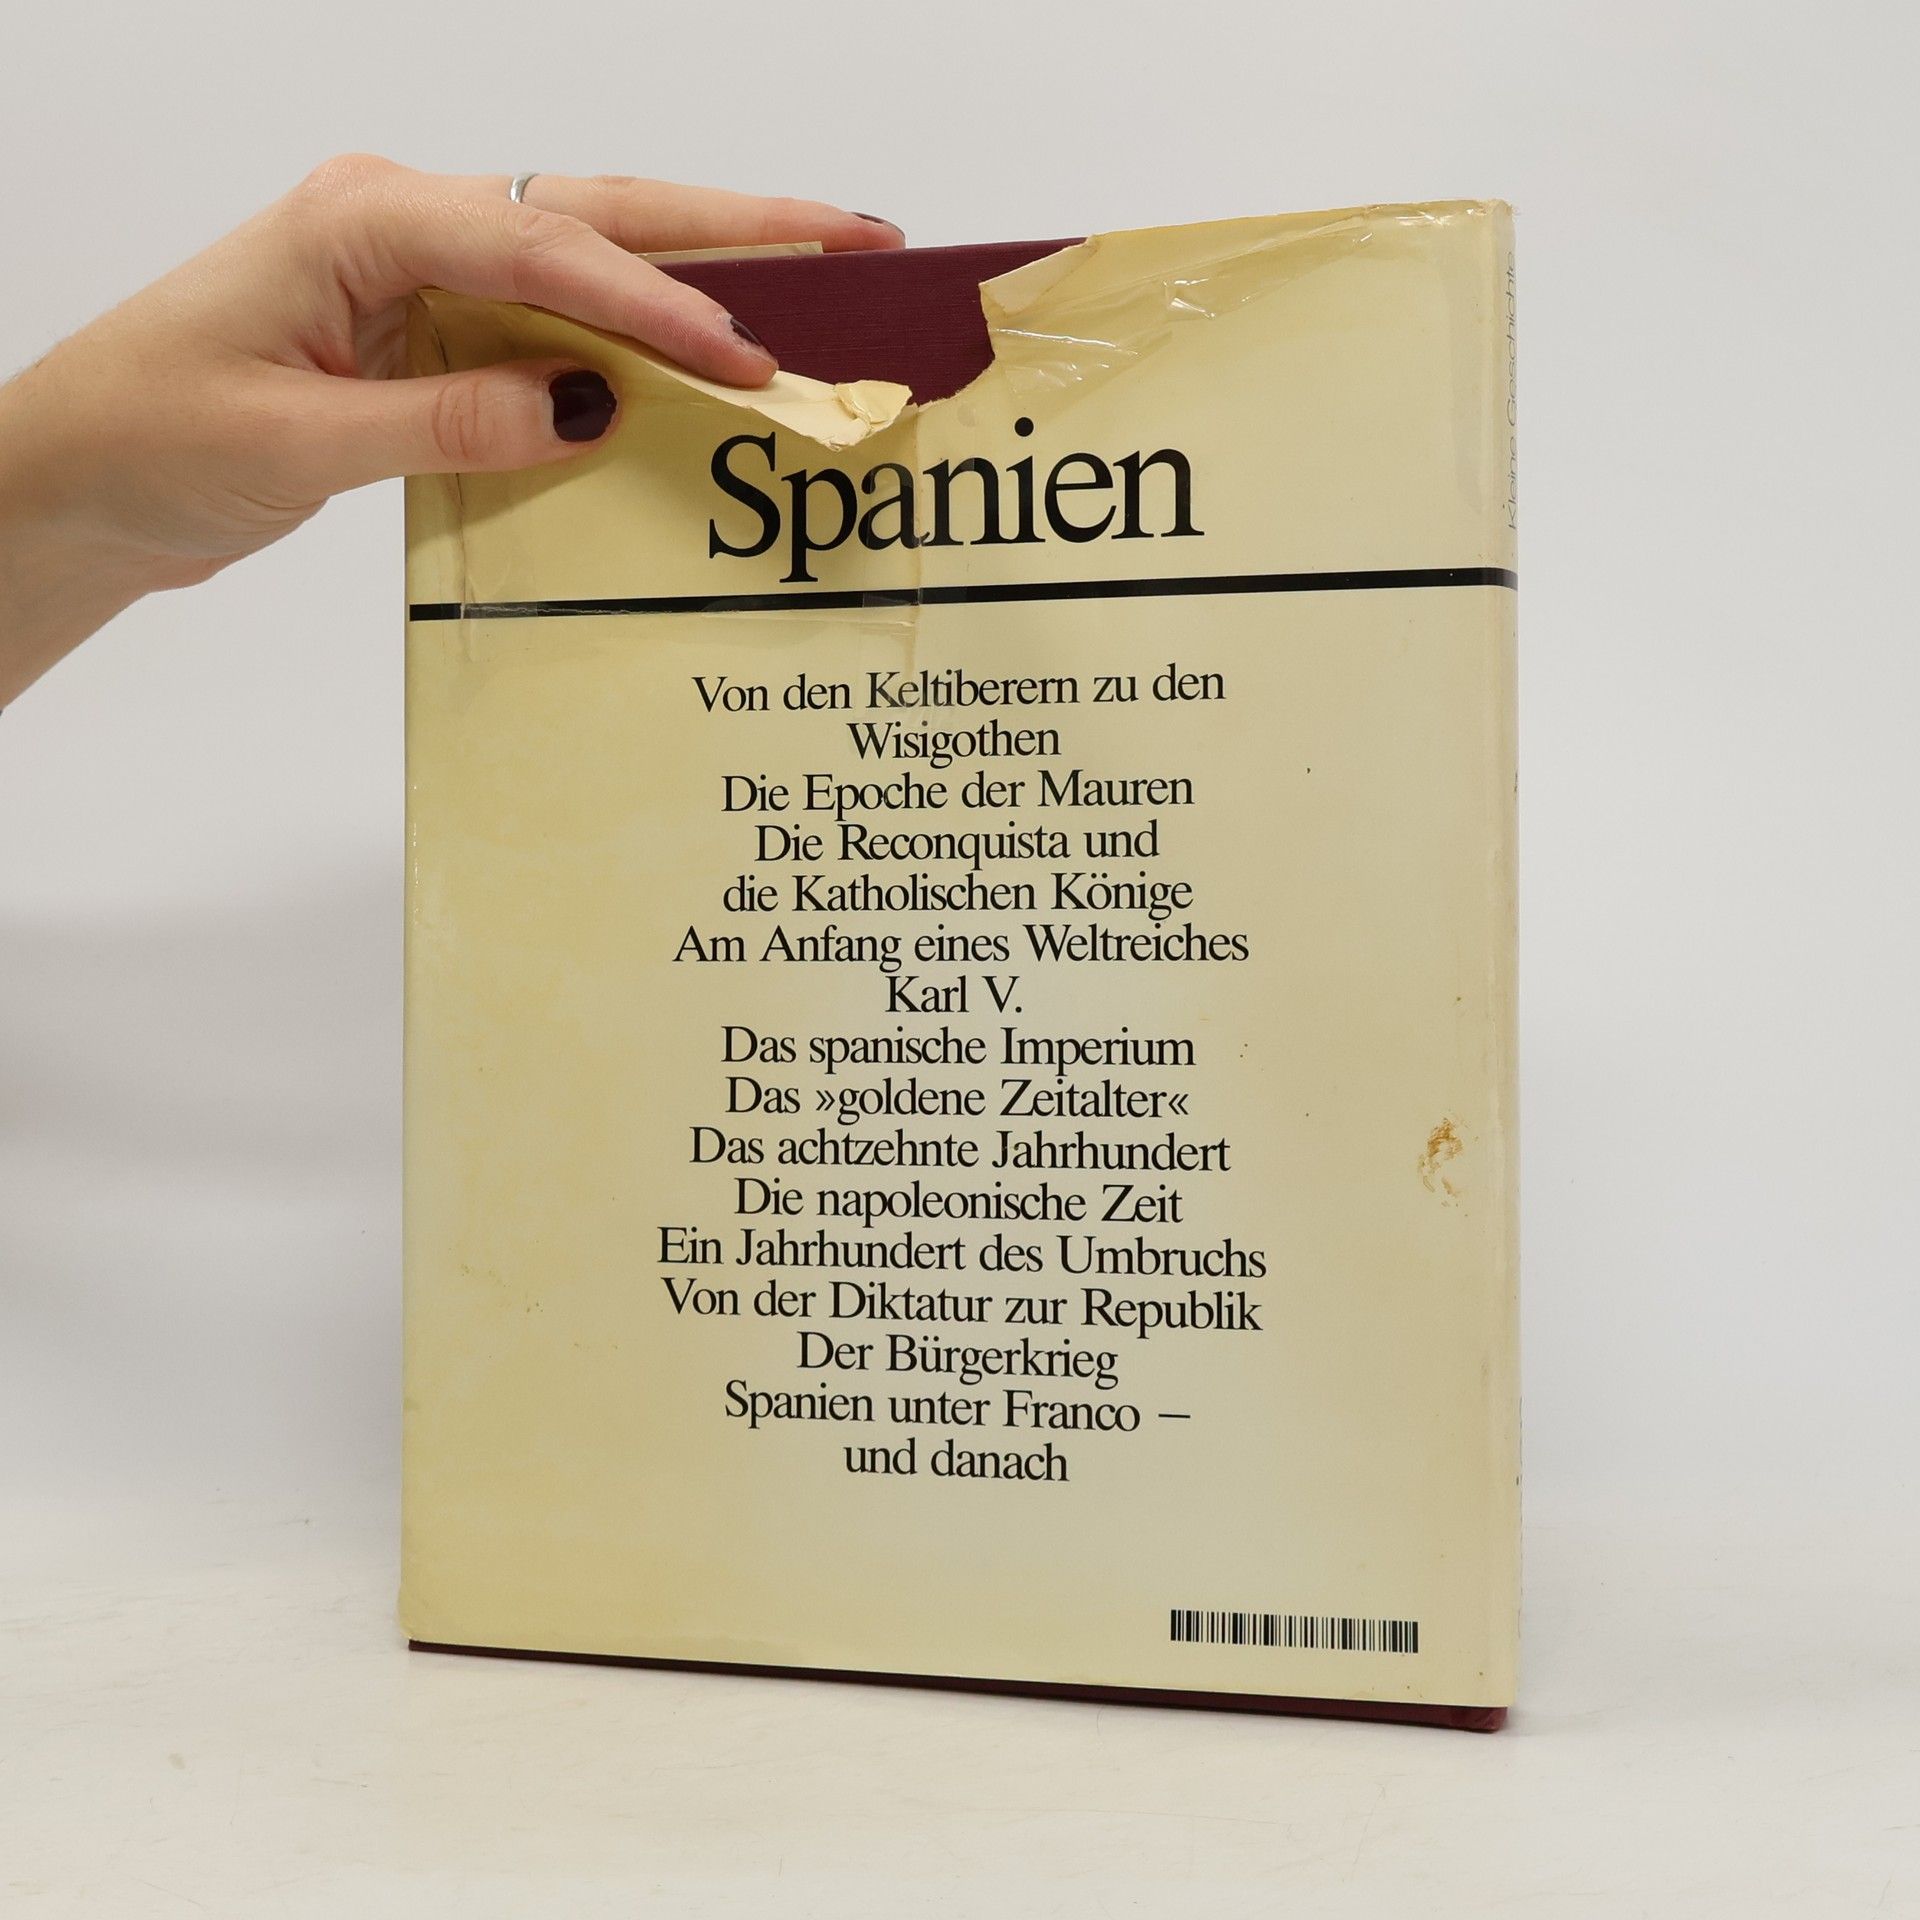 Spanien
Von den Keltiberern zu den
Wisigothen
Die Epoche der Mauren
Die Reconquista und
die Katholischen Könige
Am Anfang eines Weltreiches
Karl V.
Das spanische Imperium
Das »goldene Zeitalter«
Das achtzehnte Jahrhundert
Die napoleonische Zeit
Ein Jahrhundert des Umbruchs
Von der Diktatur zur Republik
Der Bürgerkrieg
Spanien unter Franco –
und danach
Kleine Geschichte